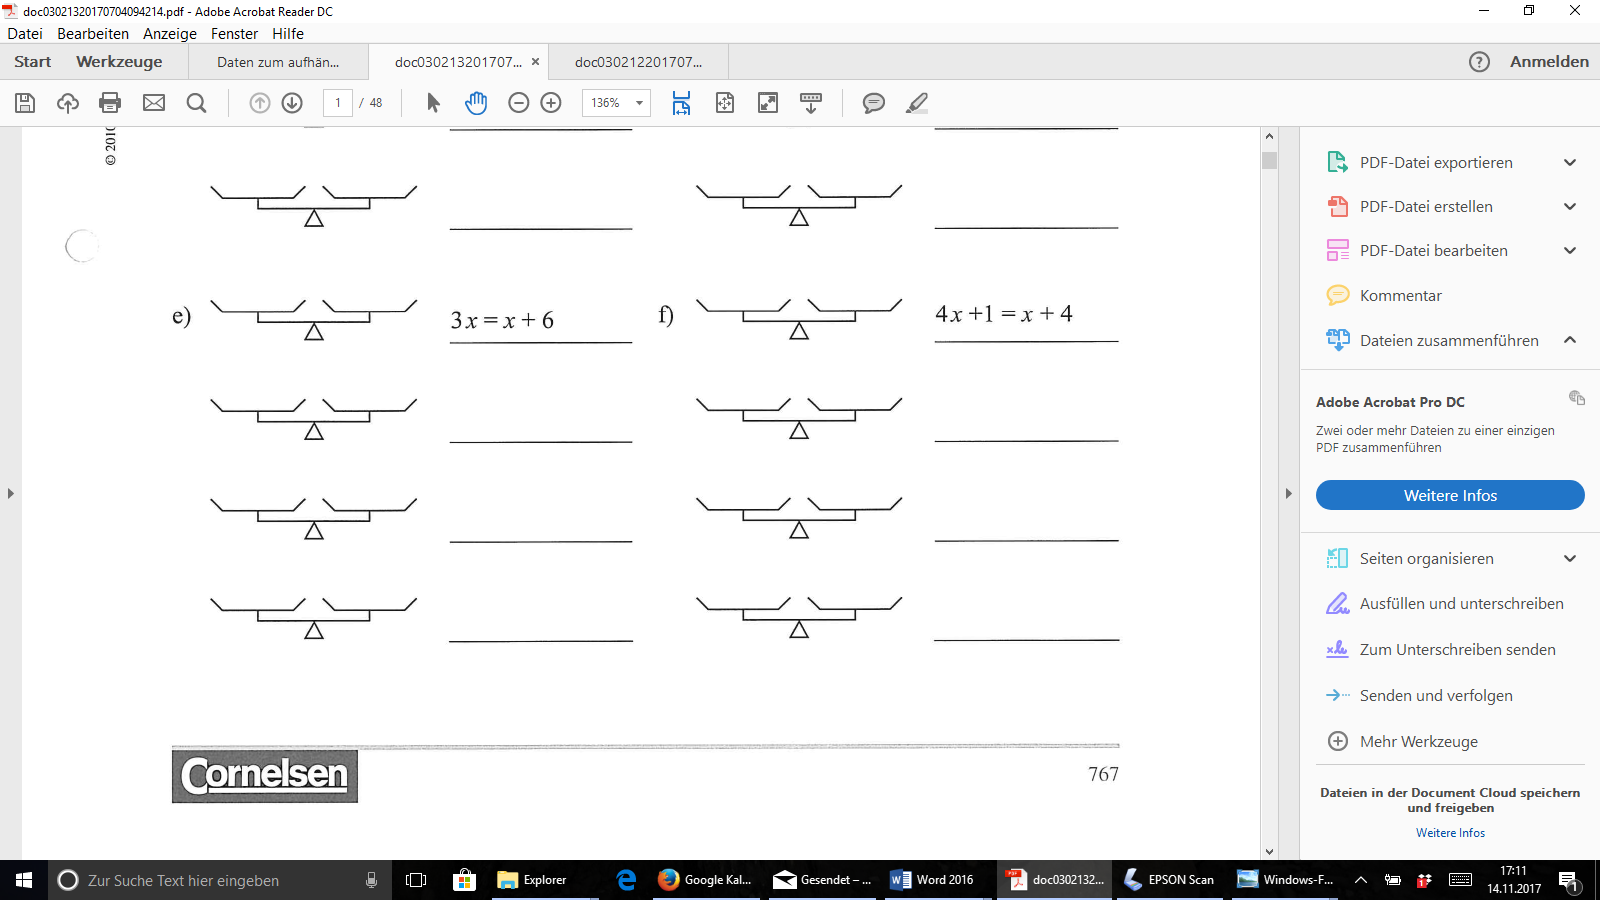 doc03021320170704094214.pdf - Adobe Acrobat Reader DC
Datei Bearbeiten Anzeige Fenster Hilfe
Start Werkzeuge Daten zum aufhän... doc030213201707... × doc030212201707... ? Anmelden
1 / 48 136%
© 2010
e) 3x = x + 6 f) 4x +1 = x + 4
Cornelsen
767
PDF-Datei exportieren
PDF-Datei erstellen
PDF-Datei bearbeiten
Kommentar
Dateien zusammenführen
Adobe Acrobat Pro DC
Zwei oder mehr Dateien zu einer einzigen
PDF zusammenführen
Weitere Infos
Seiten organisieren
Ausfüllen und unterschreiben
Zum Unterschreiben senden
Senden und verfolgen
Mehr Werkzeuge
Dateien in der Document Cloud speichern
und freigeben
Weitere Infos
Zur Suche Text hier eingeben Explorer Google Kal... Gesendet – ... Word 2016 doc0302132... EPSON Scan Windows-F... 17:11
14.11.2017
1